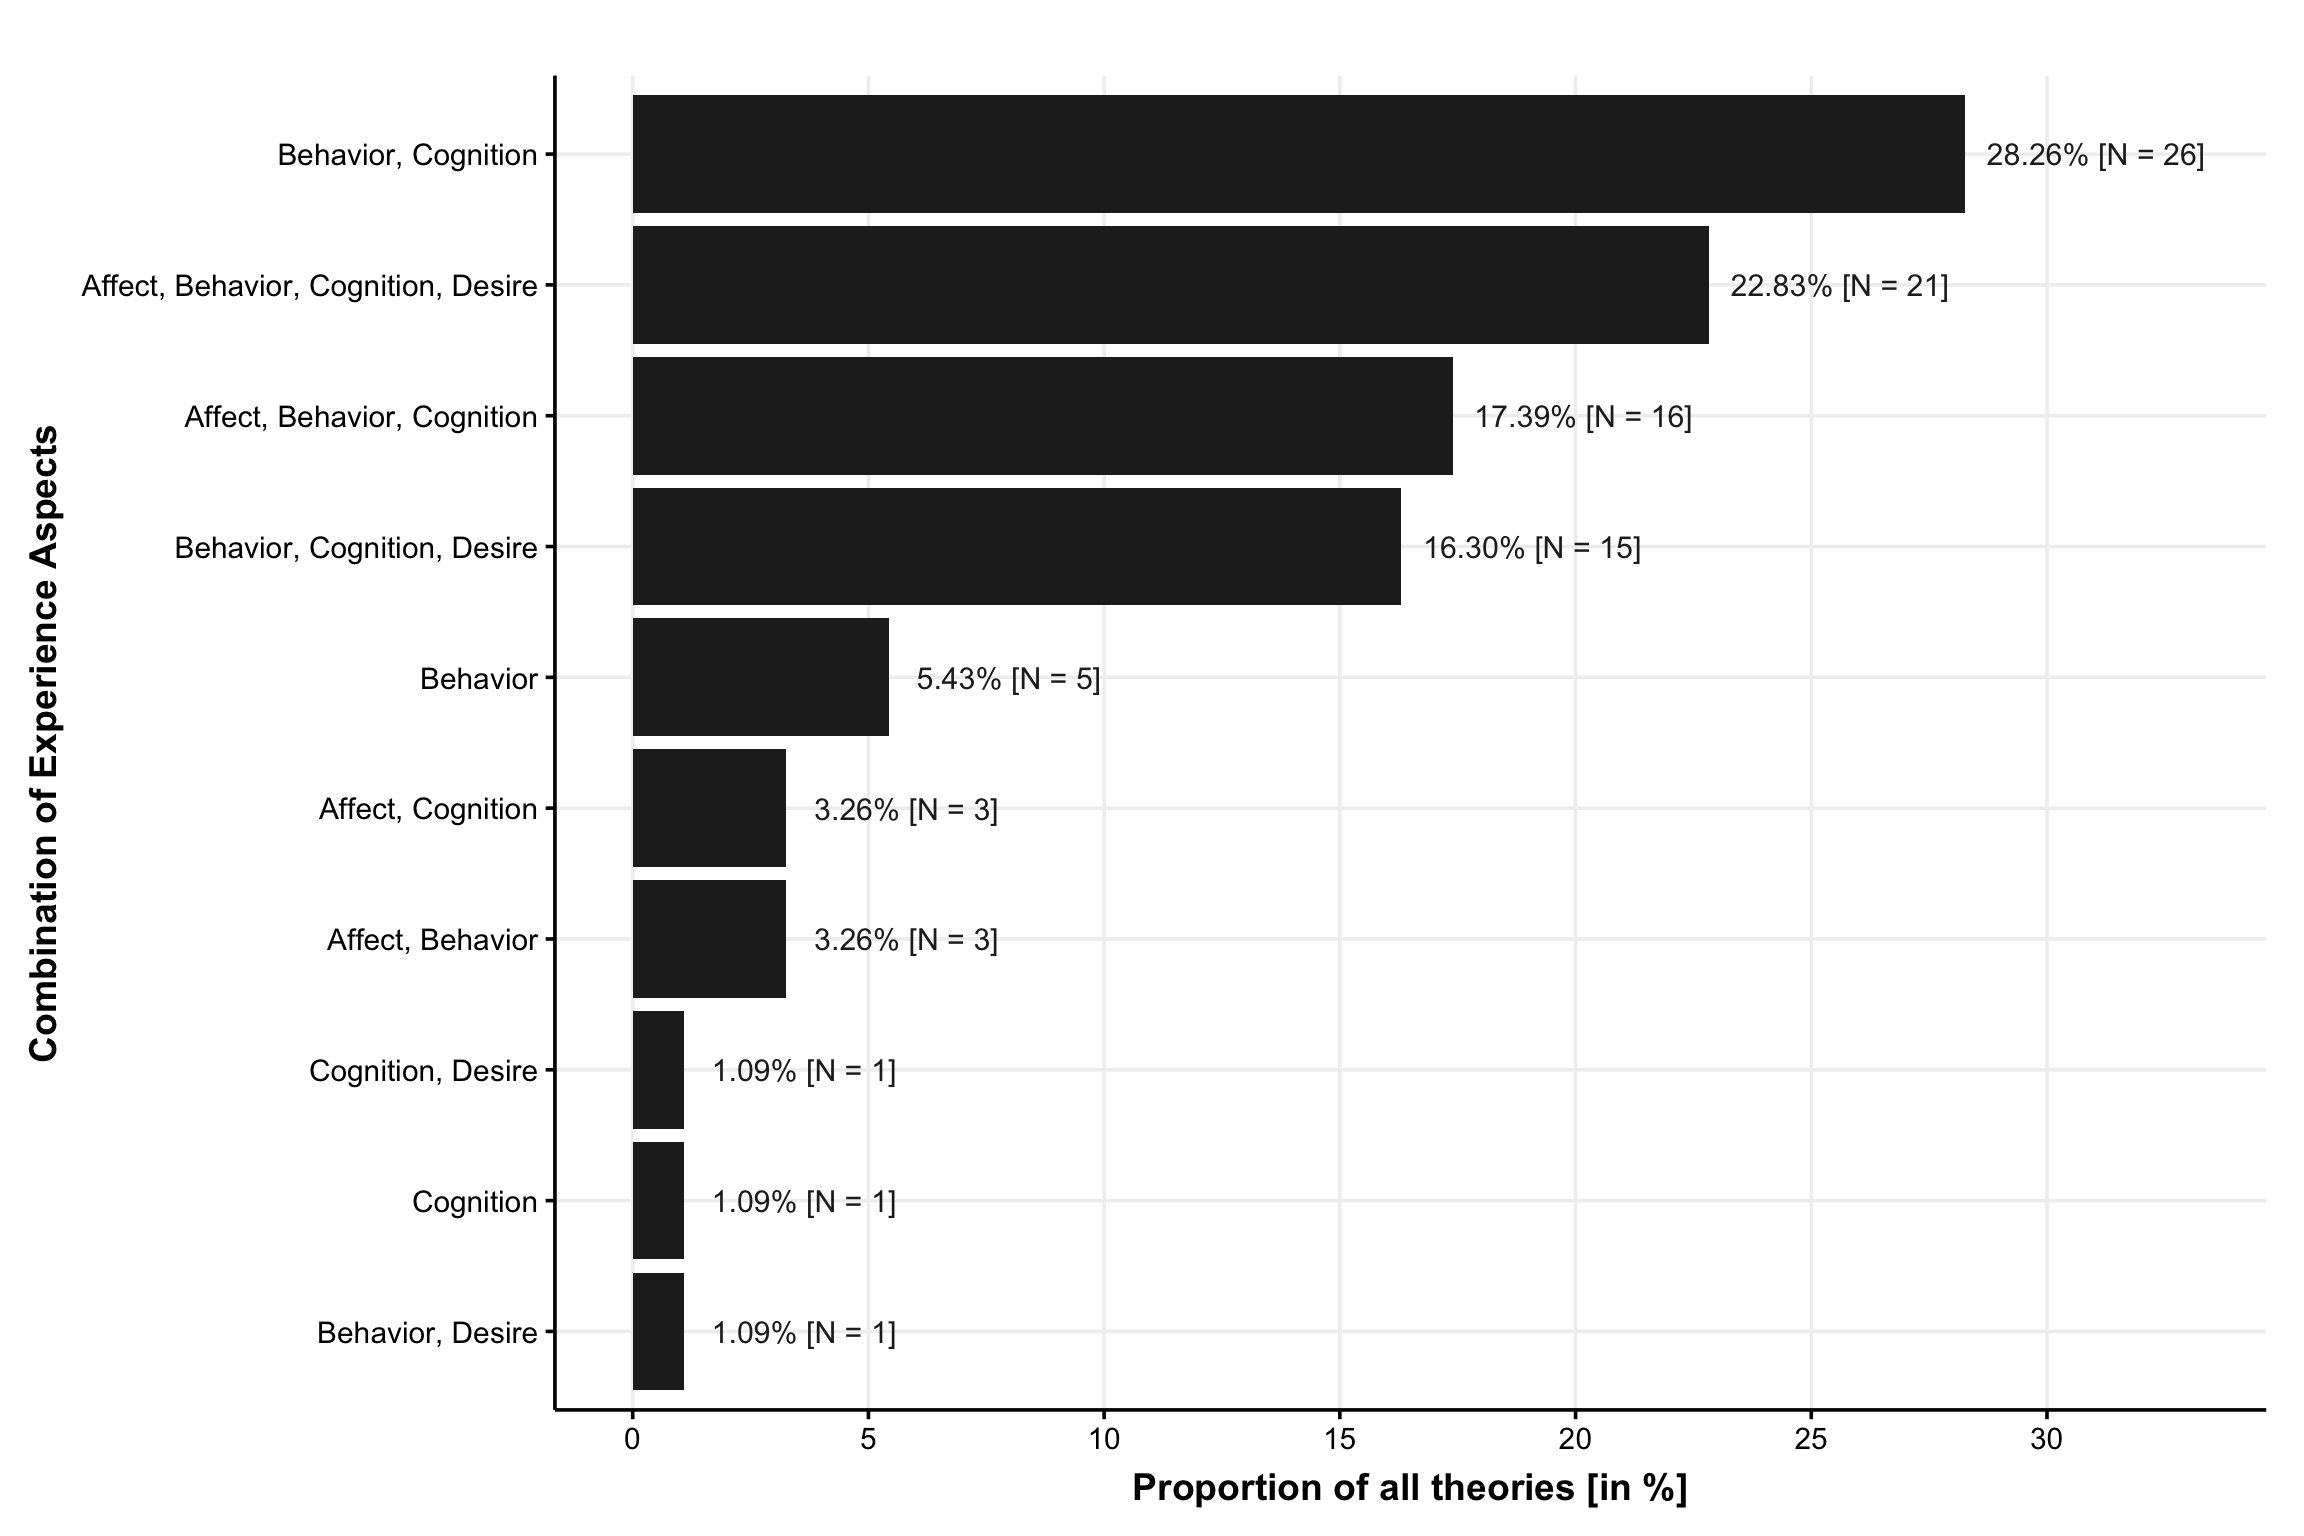 Combination of Experience Aspects
Behavior, Cognition
28.26% [N = 26]
Affect, Behavior, Cognition, Desire
22.83% [N = 21]
Affect, Behavior, Cognition
17.39% [N = 16]
Behavior, Cognition, Desire
16.30% [N = 15]
Behavior
5.43% [N = 5]
Affect, Cognition
3.26% [N = 3]
Affect, Behavior
3.26% [N = 3]
Cognition, Desire
1.09% [N = 1]
Cognition
1.09% [N = 1]
Behavior, Desire
1.09% [N = 1]
0 5 10 15 20 25 30
Proportion of all theories [in %]